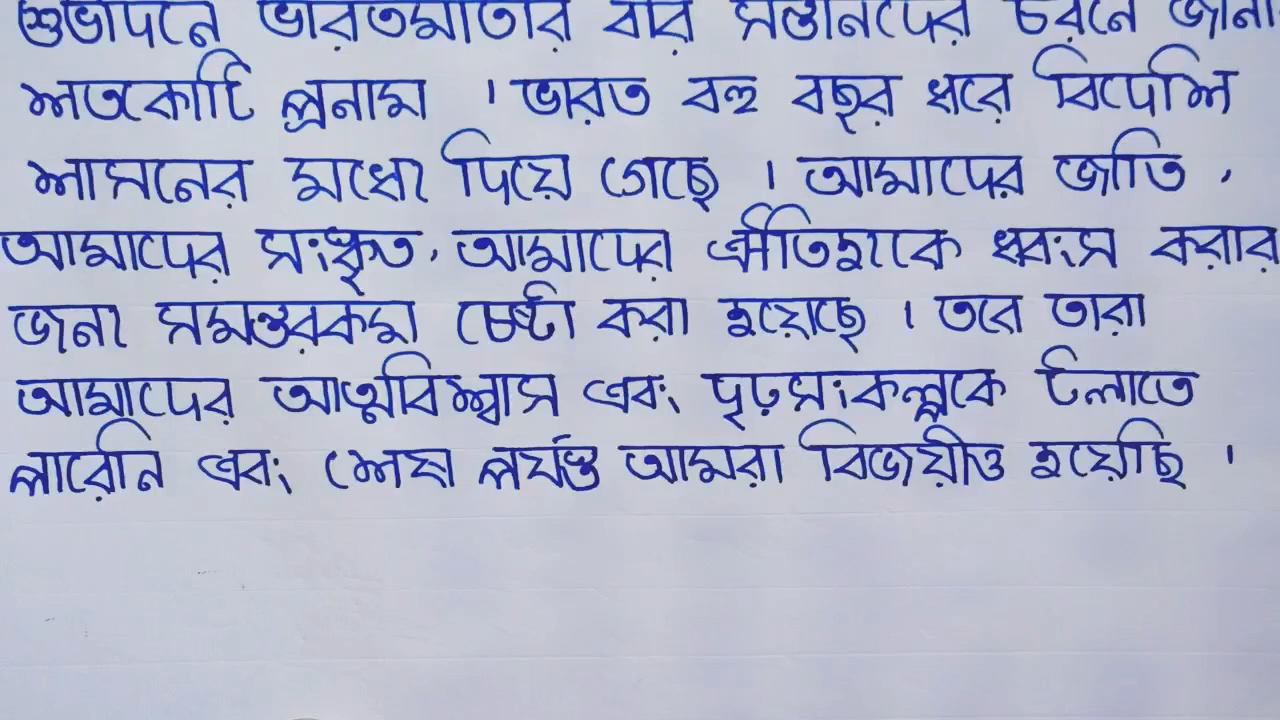 শুভদিনে ভারতমাতার বীর সন্তানদের চরনে জানা
শতকোটি প্রনাম । ভারত বহু বছর ধরে বিদেশি
শাসনের মধ্যে দিয়ে গেছে । আমাদের জাতি ,
আমাদের সংস্কৃত , আমাদের ঐতিহ্যকে ধ্বংস করার
জন্য সমস্তরকম চেষ্টা করা হয়েছে । তবে তারা
আমাদের আত্মবিশ্বাস এবং দৃঢ়সংকল্পকে টলাতে
পারেনি এবং শেষ পর্যন্ত আমরা বিজয়ীও হয়েছি ।